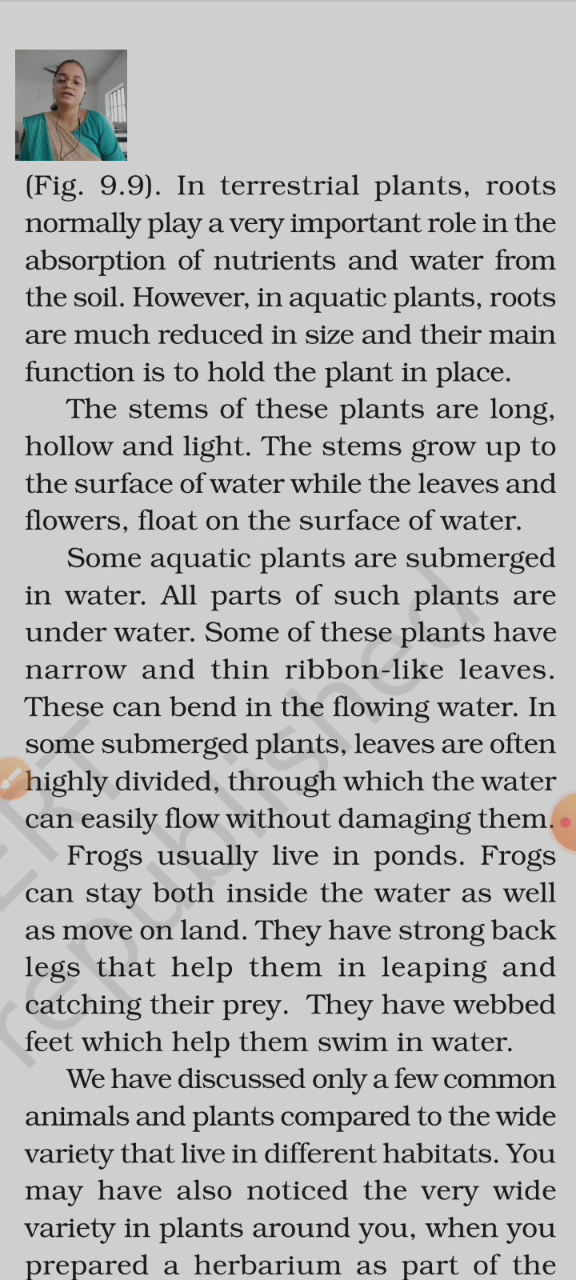 (Fig. 9.9). In terrestrial plants, roots
normally play a very important role in the
absorption of nutrients and water from
the soil. However, in aquatic plants, roots
are much reduced in size and their main
function is to hold the plant in place.
The stems of these plants are long,
hollow and light. The stems grow up to
the surface of water while the leaves and
flowers, float on the surface of water.
Some aquatic plants are submerged
in water. All parts of such plants are
under water. Some of these plants have
narrow and thin ribbon-like leaves.
These can bend in the flowing water. In
some submerged plants, leaves are often
highly divided, through which the water
can easily flow without damaging them.
Frogs usually live in ponds. Frogs
can stay both inside the water as well
as move on land. They have strong back
legs that help them in leaping and
catching their prey. They have webbed
feet which help them swim in water.
We have discussed only a few common
animals and plants compared to the wide
variety that live in different habitats. You
may have also noticed the very wide
variety in plants around you, when you
prepared a herbarium as part of the
ERT
republished